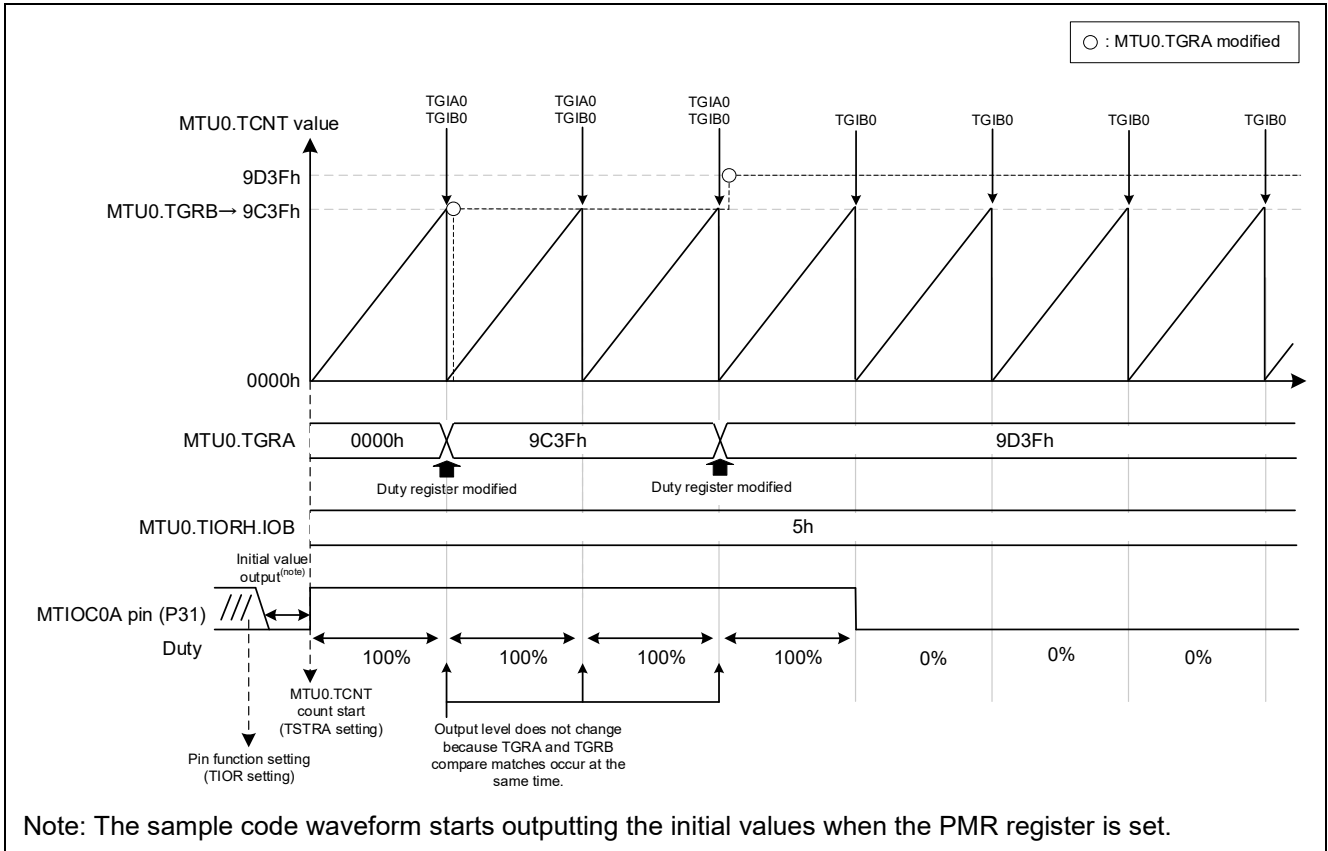 ○ : MTU0.TGRA modified
TGIA0
TGIB0
TGIA0
TGIB0
TGIA0
TGIB0
TGIB0
TGIB0
TGIB0
TGIB0
MTU0.TCNT value
9D3Fh
MTU0.TGRB→ 9C3Fh
0000h
MTU0.TGRA
0000h
9C3Fh
9D3Fh
Duty register modified
Duty register modified
MTU0.TIORH.IOB
5h
Initial value
output(note)
MTIOC0A pin (P31)
Duty
100%
100%
100%
100%
0%
0%
0%
MTU0.TCNT
count start
(TSTRA setting)
Output level does not change
because TGRA and TGRB
compare matches occur at the
same time.
Pin function setting
(TIOR setting)
Note: The sample code waveform starts outputting the initial values when the PMR register is set.